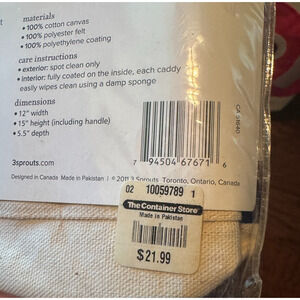 materials
• 100% cotton canvas
• 100% polyester felt
• 100% polyethylene coating
care instructions
• exterior: spot clean only
• interior: fully coated on the inside, each caddy
easily wipes clean using a damp sponge
dimensions
• 12" width
• 15" height (including handle)
• 5.5" depth
7 94504 67671 6
3sprouts.com
Designed in Canada Made in Pakistan | © 2011 3 Sprouts Toronto, Ontario, Canada
02 10059789 1
The Container Store
Made in Pakistan
$21.99